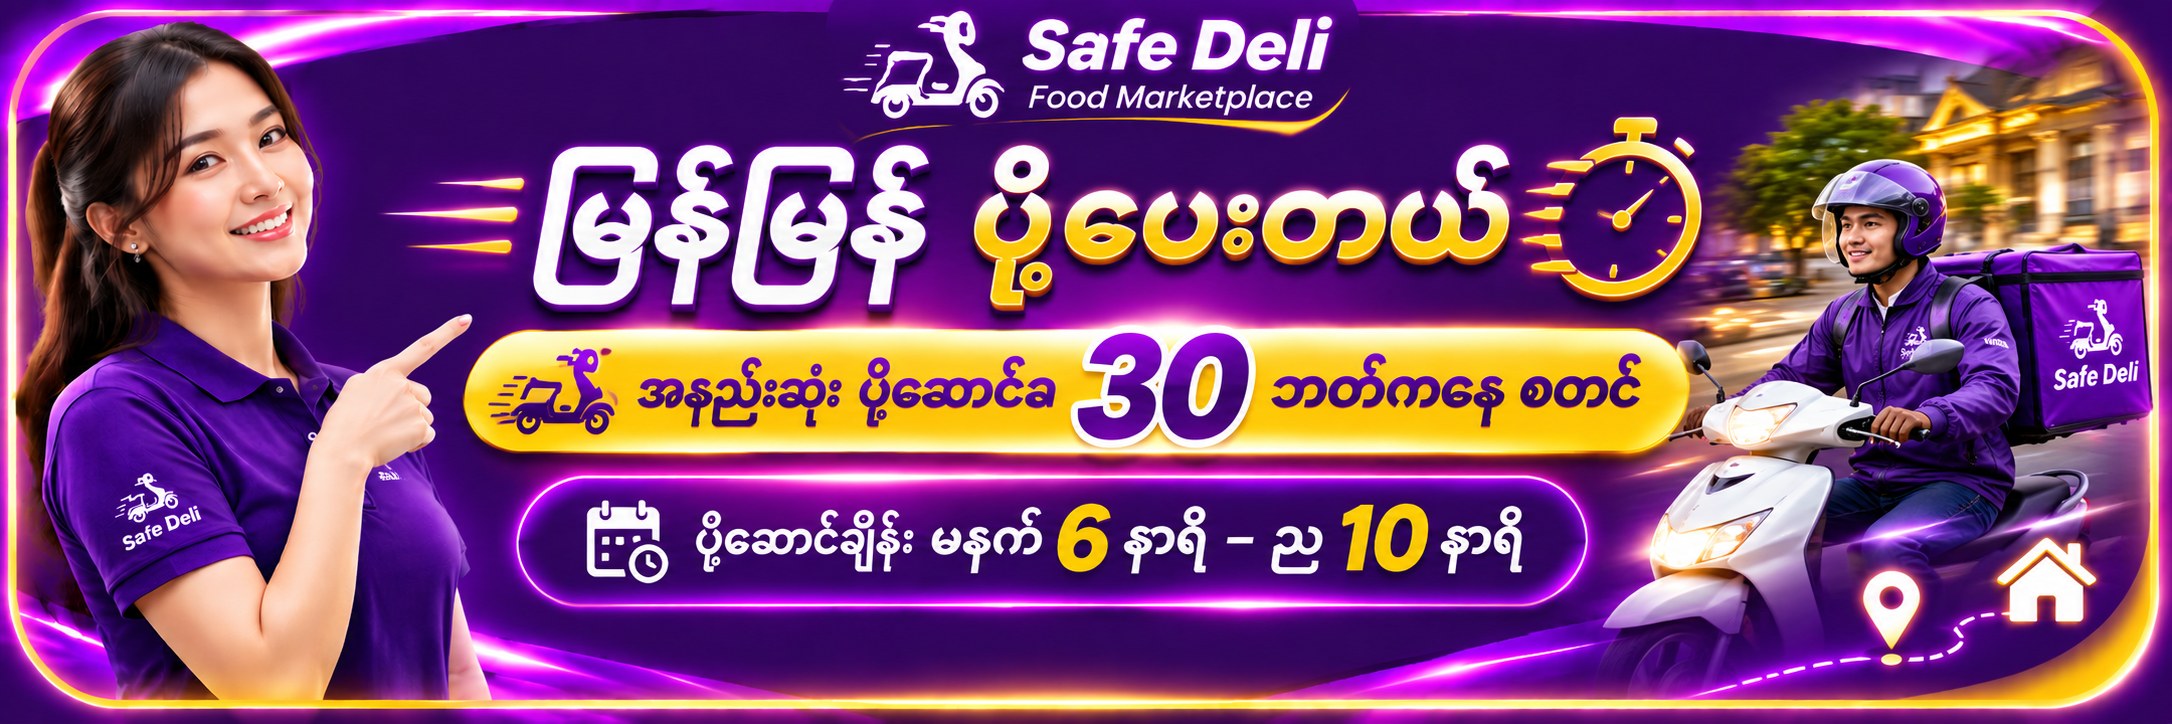 Safe Deli
Food Marketplace
မြန်မြန် ပို့ပေးတယ်
အနည်းဆုံး ပို့ဆောင်ခ 30 ဘတ်ကနေ စတင်
ပို့ဆောင်ချိန်း မနက် 6 နာရီ – ည 10 နာရီ
Safe Deli
Safe Deli